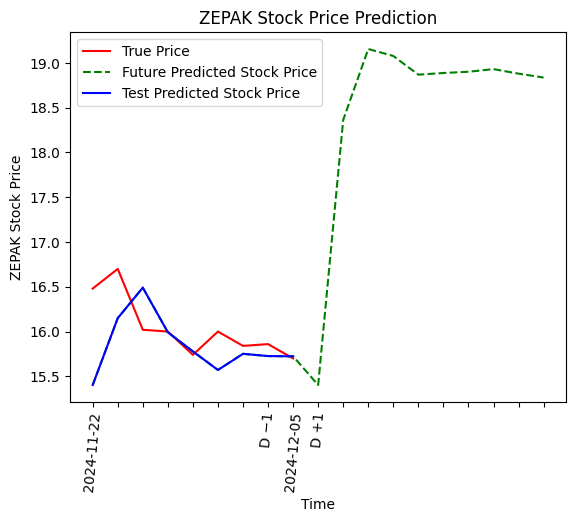 ZEPAK Stock Price Prediction
True Price
Future Predicted Stock Price
Test Predicted Stock Price
ZEPAK Stock Price
19.0
18.5
18.0
17.5
17.0
16.5
16.0
15.5
2024-11-22
D −1
2024-12-05
D +1
Time